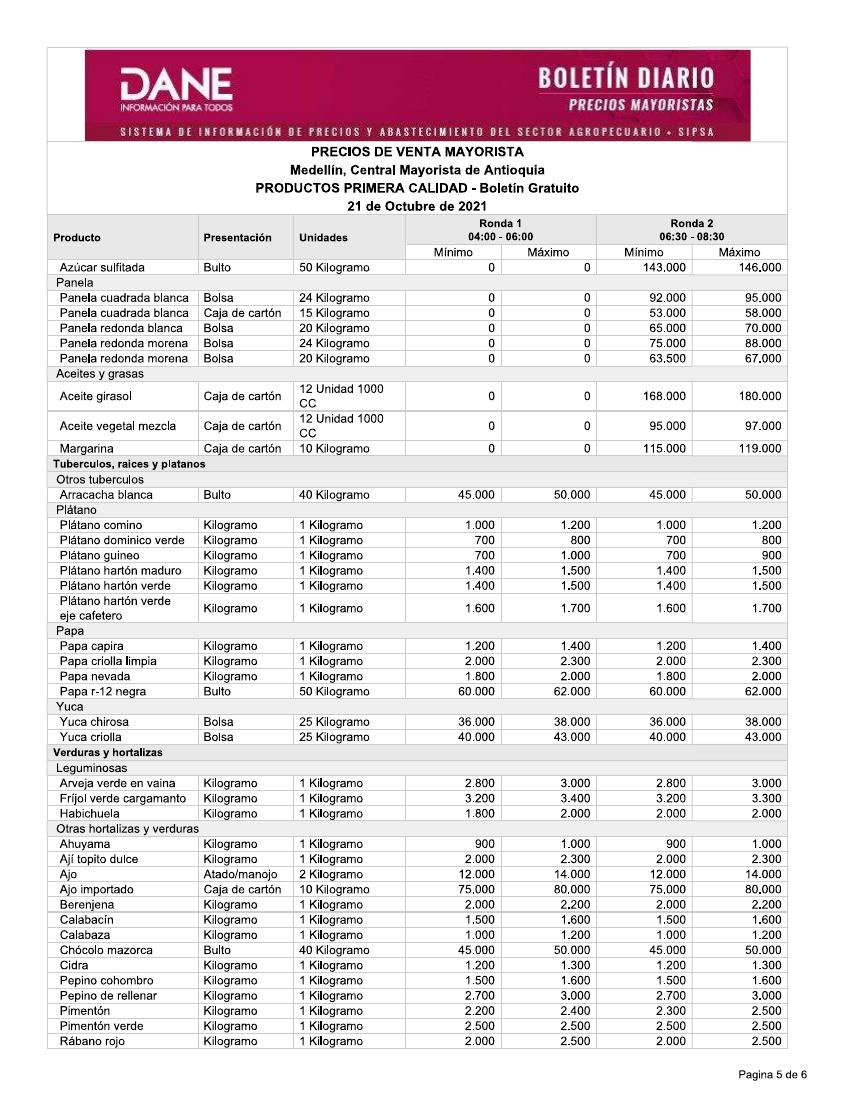 DANE
INFORMACIÓN PARA TODOS
BOLETÍN DIARIO
PRECIOS MAYORISTAS
SISTEMA DE INFORMACIÓN DE PRECIOS Y ABASTECIMIENTO DEL SECTOR AGROPECUARIO • SIPSA
PRECIOS DE VENTA MAYORISTA
Medellín, Central Mayorista de Antioquia
PRODUCTOS PRIMERA CALIDAD - Boletín Gratuito
21 de Octubre de 2021
Ronda 1 Ronda 2
Producto Presentación Unidades 04:00 - 06:00 06:30 - 08:30
Mínimo Máximo Mínimo Máximo
Azúcar sulfitada Bulto 50 Kilogramo 0 0 143.000 146.000
Panela
Panela cuadrada blanca Bolsa 24 Kilogramo 0 0 92.000 95.000
Panela cuadrada blanca Caja de cartón 15 Kilogramo 0 0 53.000 58.000
Panela redonda blanca Bolsa 20 Kilogramo 0 0 65.000 70.000
Panela redonda morena Bolsa 24 Kilogramo 0 0 75.000 88.000
Panela redonda morena Bolsa 20 Kilogramo 0 0 63.500 67.000
Aceites y grasas
Aceite girasol Caja de cartón 12 Unidad 1000 CC 0 0 168.000 180.000
Aceite vegetal mezcla Caja de cartón 12 Unidad 1000 CC 0 0 95.000 97.000
Margarina Caja de cartón 10 Kilogramo 0 0 115.000 119.000
Tuberculos, raices y platanos
Otros tuberculos
Arracacha blanca Bulto 40 Kilogramo 45.000 50.000 45.000 50.000
Plátano
Plátano comino Kilogramo 1 Kilogramo 1.000 1.200 1.000 1.200
Plátano dominico verde Kilogramo 1 Kilogramo 700 800 700 800
Plátano guineo Kilogramo 1 Kilogramo 700 1.000 700 900
Plátano hartón maduro Kilogramo 1 Kilogramo 1.400 1.500 1.400 1.500
Plátano hartón verde Kilogramo 1 Kilogramo 1.400 1.500 1.400 1.500
Plátano hartón verde eje cafetero Kilogramo 1 Kilogramo 1.600 1.700 1.600 1.700
Papa
Papa capira Kilogramo 1 Kilogramo 1.200 1.400 1.200 1.400
Papa criolla limpia Kilogramo 1 Kilogramo 2.000 2.300 2.000 2.300
Papa nevada Kilogramo 1 Kilogramo 1.800 2.000 1.800 2.000
Papa r-12 negra Bulto 50 Kilogramo 60.000 62.000 60.000 62.000
Yuca
Yuca chirosa Bolsa 25 Kilogramo 36.000 38.000 36.000 38.000
Yuca criolla Bolsa 25 Kilogramo 40.000 43.000 40.000 43.000
Verduras y hortalizas
Leguminosas
Arveja verde en vaina Kilogramo 1 Kilogramo 2.800 3.000 2.800 3.000
Fríjol verde cargamanto Kilogramo 1 Kilogramo 3.200 3.400 3.200 3.300
Habichuela Kilogramo 1 Kilogramo 1.800 2.000 2.000 2.000
Otras hortalizas y verduras
Ahuyama Kilogramo 1 Kilogramo 900 1.000 900 1.000
Ají topito dulce Kilogramo 1 Kilogramo 2.000 2.300 2.000 2.300
Ajo Atado/manojo 2 Kilogramo 12.000 14.000 12.000 14.000
Ajo importado Caja de cartón 10 Kilogramo 75.000 80.000 75.000 80.000
Berenjena Kilogramo 1 Kilogramo 2.000 2.200 2.000 2.200
Calabacín Kilogramo 1 Kilogramo 1.500 1.600 1.500 1.600
Calabaza Kilogramo 1 Kilogramo 1.000 1.200 1.000 1.200
Chócolo mazorca Bulto 40 Kilogramo 45.000 50.000 45.000 50.000
Cidra Kilogramo 1 Kilogramo 1.200 1.300 1.200 1.300
Pepino cohombro Kilogramo 1 Kilogramo 1.500 1.600 1.500 1.600
Pepino de rellenar Kilogramo 1 Kilogramo 2.700 3.000 2.700 3.000
Pimentón Kilogramo 1 Kilogramo 2.200 2.400 2.300 2.500
Pimentón verde Kilogramo 1 Kilogramo 2.500 2.500 2.500 2.500
Rábano rojo Kilogramo 1 Kilogramo 2.000 2.500 2.000 2.500
Pagina 5 de 6